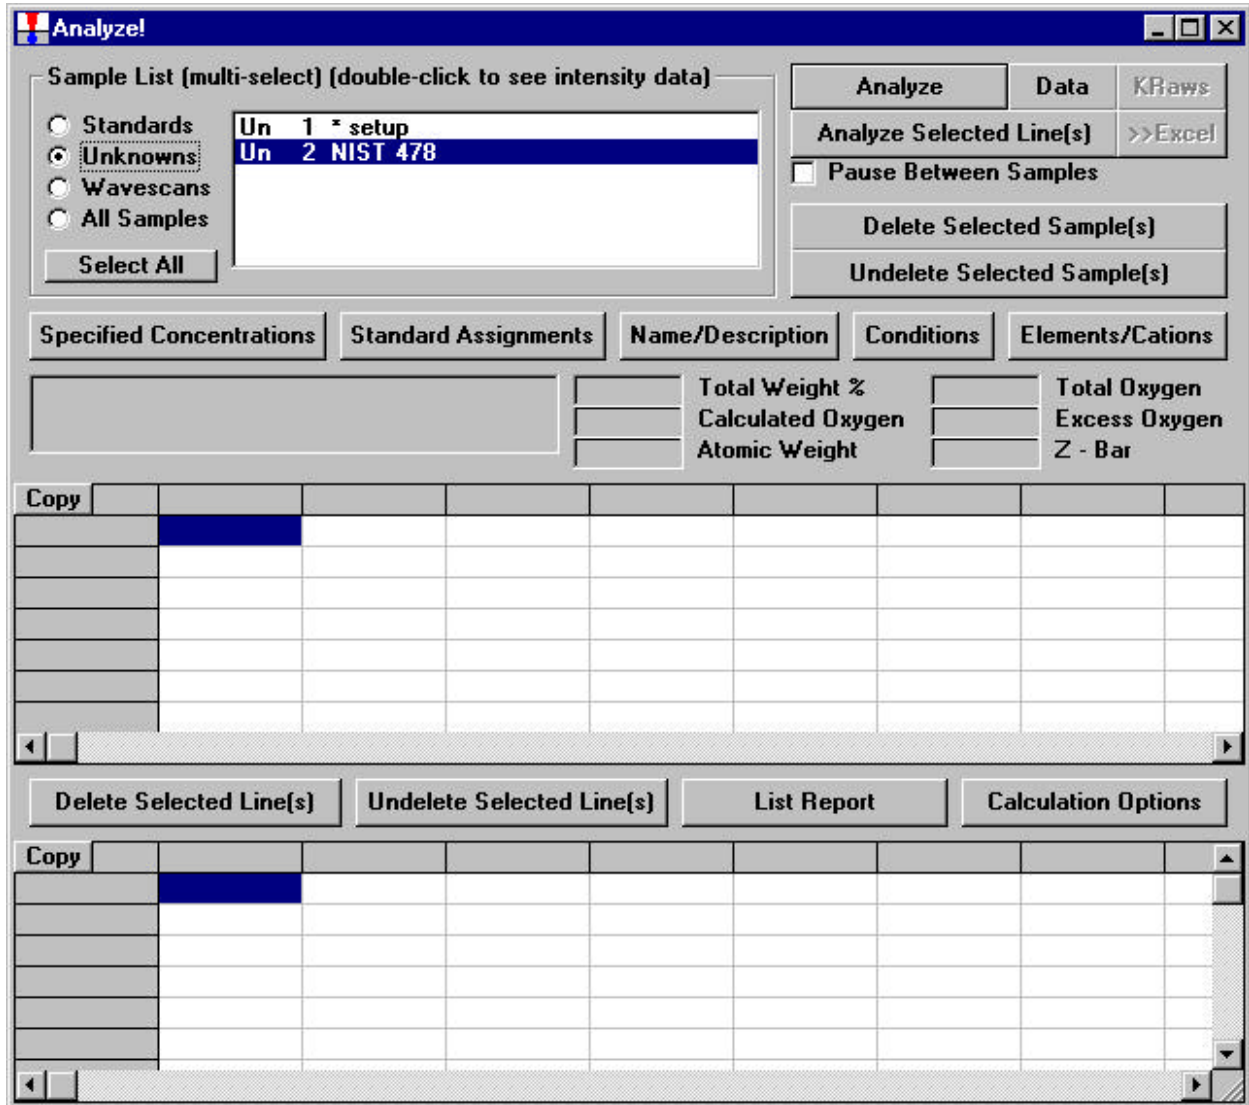 Analyze!
Sample List (multi-select) (double-click to see intensity data)
Standards
Unknowns
Wavescans
All Samples
Select All
Un 1 * setup
Un 2 NIST 478
Analyze
Data
KRaws
Analyze Selected Line(s)
>>Excel
Pause Between Samples
Delete Selected Sample(s)
Undelete Selected Sample(s)
Specified Concentrations
Standard Assignments
Name/Description
Conditions
Elements/Cations
Total Weight %
Total Oxygen
Calculated Oxygen
Excess Oxygen
Atomic Weight
Z - Bar
Copy
Delete Selected Line(s)
Undelete Selected Line(s)
List Report
Calculation Options
Copy